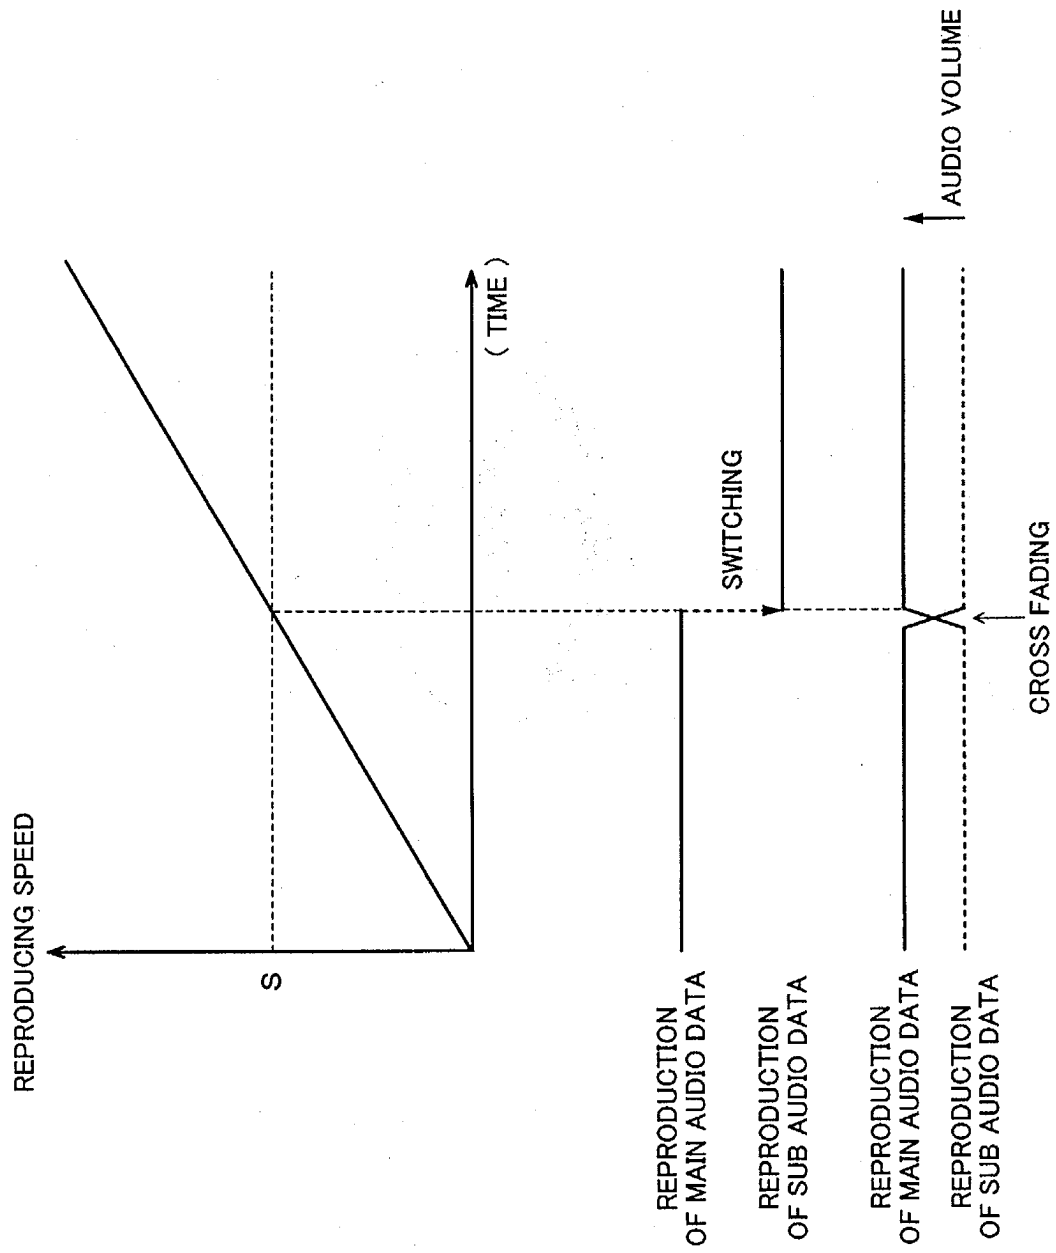 REPRODUCING SPEED
S
( TIME )
SWITCHING
REPRODUCTION
OF MAIN AUDIO DATA
REPRODUCTION
OF SUB AUDIO DATA
REPRODUCTION
OF MAIN AUDIO DATA
REPRODUCTION
OF SUB AUDIO DATA
AUDIO VOLUME
CROSS FADING